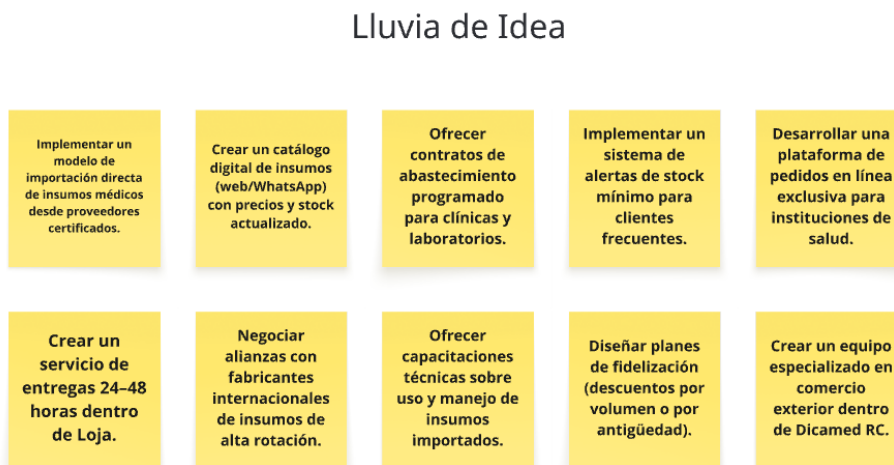 Lluvia de Idea
Implementar un
modelo de
importación directa
de insumos médicos
desde proveedores
certificados.
Crear un catálogo
digital de insumos
(web/WhatsApp)
con precios y stock
actualizado.
Ofrecer
contratos de
abastecimiento
programado
para clínicas y
laboratorios.
Implementar un
sistema de
alertas de stock
mínimo para
clientes
frecuentes.
Desarrollar una
plataforma de
pedidos en línea
exclusiva para
instituciones de
salud.
Crear un
servicio de
entregas 24–48
horas dentro
de Loja.
Negociar
alianzas con
fabricantes
internacionales
de insumos de
alta rotación.
Ofrecer
capacitaciones
técnicas sobre
uso y manejo de
insumos
importados.
Diseñar planes
de fidelización
(descuentos por
volumen o por
antigüedad).
Crear un equipo
especializado en
comercio
exterior dentro
de Dicamed RC.